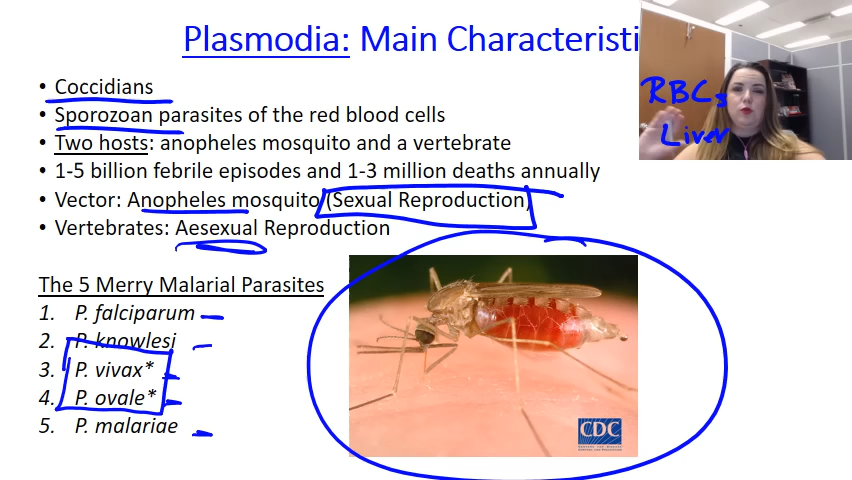 Plasmodia: Main Characteristi
RBCs
Liver
• Coccidians
• Sporozoan parasites of the red blood cells
• Two hosts: anopheles mosquito and a vertebrate
• 1-5 billion febrile episodes and 1-3 million deaths annually
• Vector: Anopheles mosquito (Sexual Reproduction)
• Vertebrates: Aesexual Reproduction
The 5 Merry Malarial Parasites
1. P. falciparum
2. P. knowlesi
3. P. vivax*
4. P. ovale*
5. P. malariae
CDC